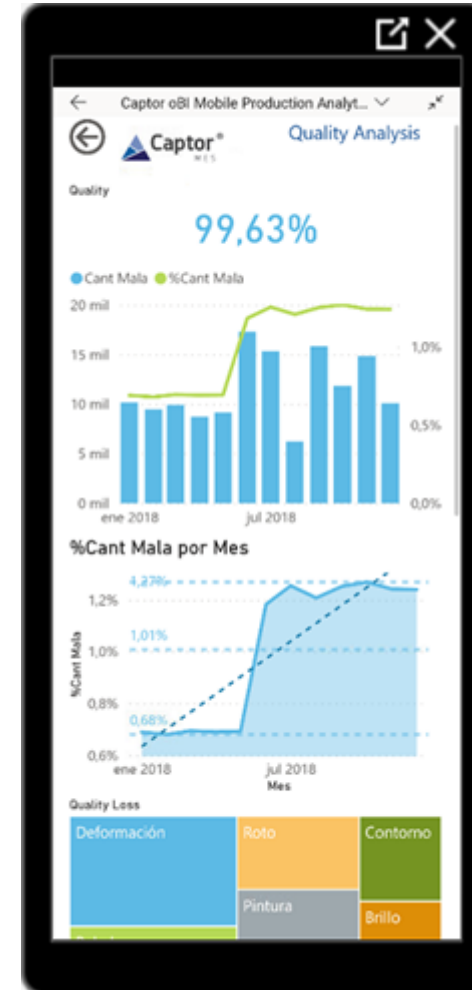 Captor oBI Mobile Production Analyt...
Captor®
MES
Quality Analysis
Quality
99,63%
Cant Mala %Cant Mala
20 mil
15 mil
10 mil
5 mil
0 mil
1,0%
0,5%
0,0%
ene 2018 jul 2018
%Cant Mala por Mes
1,27%
1,2%
1,01%
1,0%
0,8%
0,68%
0,6%
%Cant Mala
ene 2018 jul 2018
Mes
Quality Loss
Deformación Roto Contorno
Pintura Brillo